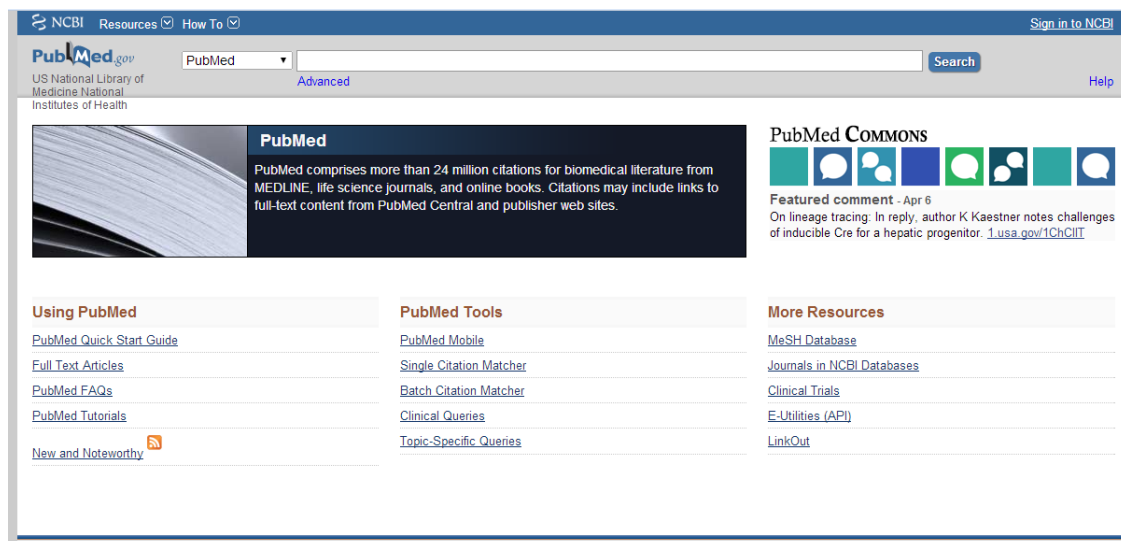 NCBI Resources How To Sign in to NCBI
PubMed.gov
US National Library of
Medicine National
Institutes of Health
PubMed
Search
Advanced
Help
PubMed
PubMed comprises more than 24 million citations for biomedical literature from
MEDLINE, life science journals, and online books. Citations may include links to
full-text content from PubMed Central and publisher web sites.
PubMed COMMONS
Featured comment - Apr 6
On lineage tracing: In reply, author K Kaestner notes challenges
of inducible Cre for a hepatic progenitor. 1.usa.gov/1ChCIIT
Using PubMed
PubMed Quick Start Guide
Full Text Articles
PubMed FAQs
PubMed Tutorials
New and Noteworthy
PubMed Tools
PubMed Mobile
Single Citation Matcher
Batch Citation Matcher
Clinical Queries
Topic-Specific Queries
More Resources
MeSH Database
Journals in NCBI Databases
Clinical Trials
E-Utilities (API)
LinkOut